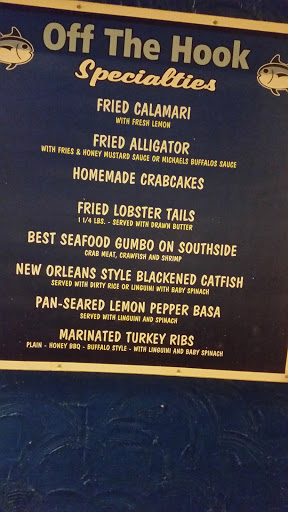 Off The Hook
Specialties
FRIED CALAMARI
WITH FRESH LEMON
FRIED ALLIGATOR
WITH FRIES & HONEY MUSTARD SAUCE OR MICHAELS BUFFALOS SAUCE
HOMEMADE CRABCAKES
FRIED LOBSTER TAILS
1 1/4 LBS. - SERVED WITH DRAWN BUTTER
BEST SEAFOOD GUMBO ON SOUTHSIDE
CRAB MEAT, CRAWFISH AND SHRIMP
NEW ORLEANS STYLE BLACKENED CATFISH
SERVED WITH DIRTY RICE OR LINGUINI WITH BABY SPINACH
PAN-SEARED LEMON PEPPER BASA
SERVED WITH LINGUINI AND SPINACH
MARINATED TURKEY RIBS
PLAIN - HONEY BBQ - BUFFALO STYLE - WITH LINGUINI AND BABY SPINACH